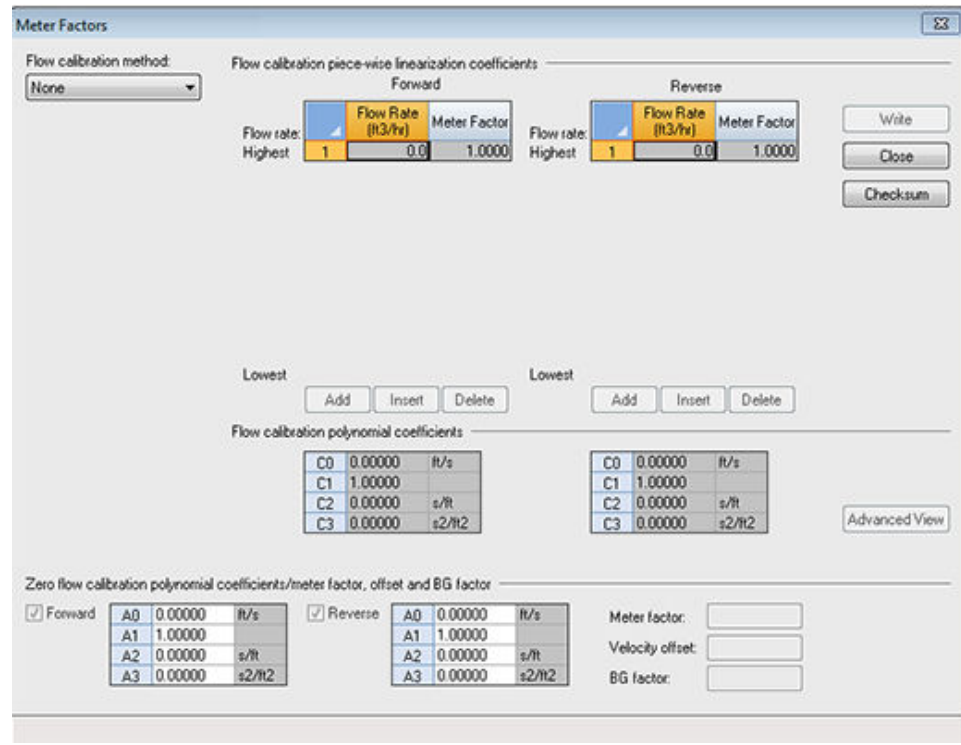 Meter Factors
Flow calibration method:
None
Flow calibration piece-wise linearization coefficients
Forward
Reverse
Flow rate: Flow Rate (ft3/hr) Meter Factor
Highest 1 0.0 1.0000
Flow rate: Flow Rate (ft3/hr) Meter Factor
Highest 1 0.0 1.0000
Write
Close
Checksum
Lowest
Add Insert Delete
Lowest
Add Insert Delete
Flow calibration polynomial coefficients
C0 0.00000 ft/s
C1 1.00000
C2 0.00000 s/ft
C3 0.00000 s2/ft2
C0 0.00000 ft/s
C1 1.00000
C2 0.00000 s/ft
C3 0.00000 s2/ft2
Advanced View
Zero flow calibration polynomial coefficients/meter factor, offset and BG factor
Forward
A0 0.00000 ft/s
A1 1.00000
A2 0.00000 s/ft
A3 0.00000 s2/ft2
Reverse
A0 0.00000 ft/s
A1 1.00000
A2 0.00000 s/ft
A3 0.00000 s2/ft2
Meter factor:
Velocity offset:
BG factor: